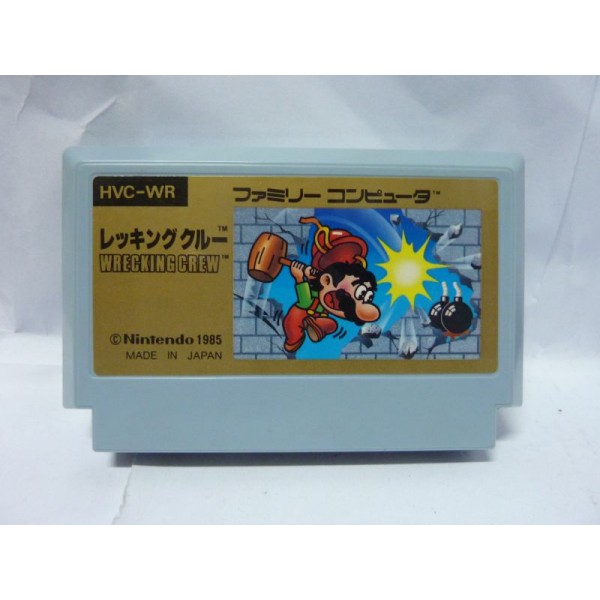 HVC-WR
ファミリー コンピュータ™
レッキングクルー™
WRECKING CREW™
©Nintendo 1985
MADE IN JAPAN